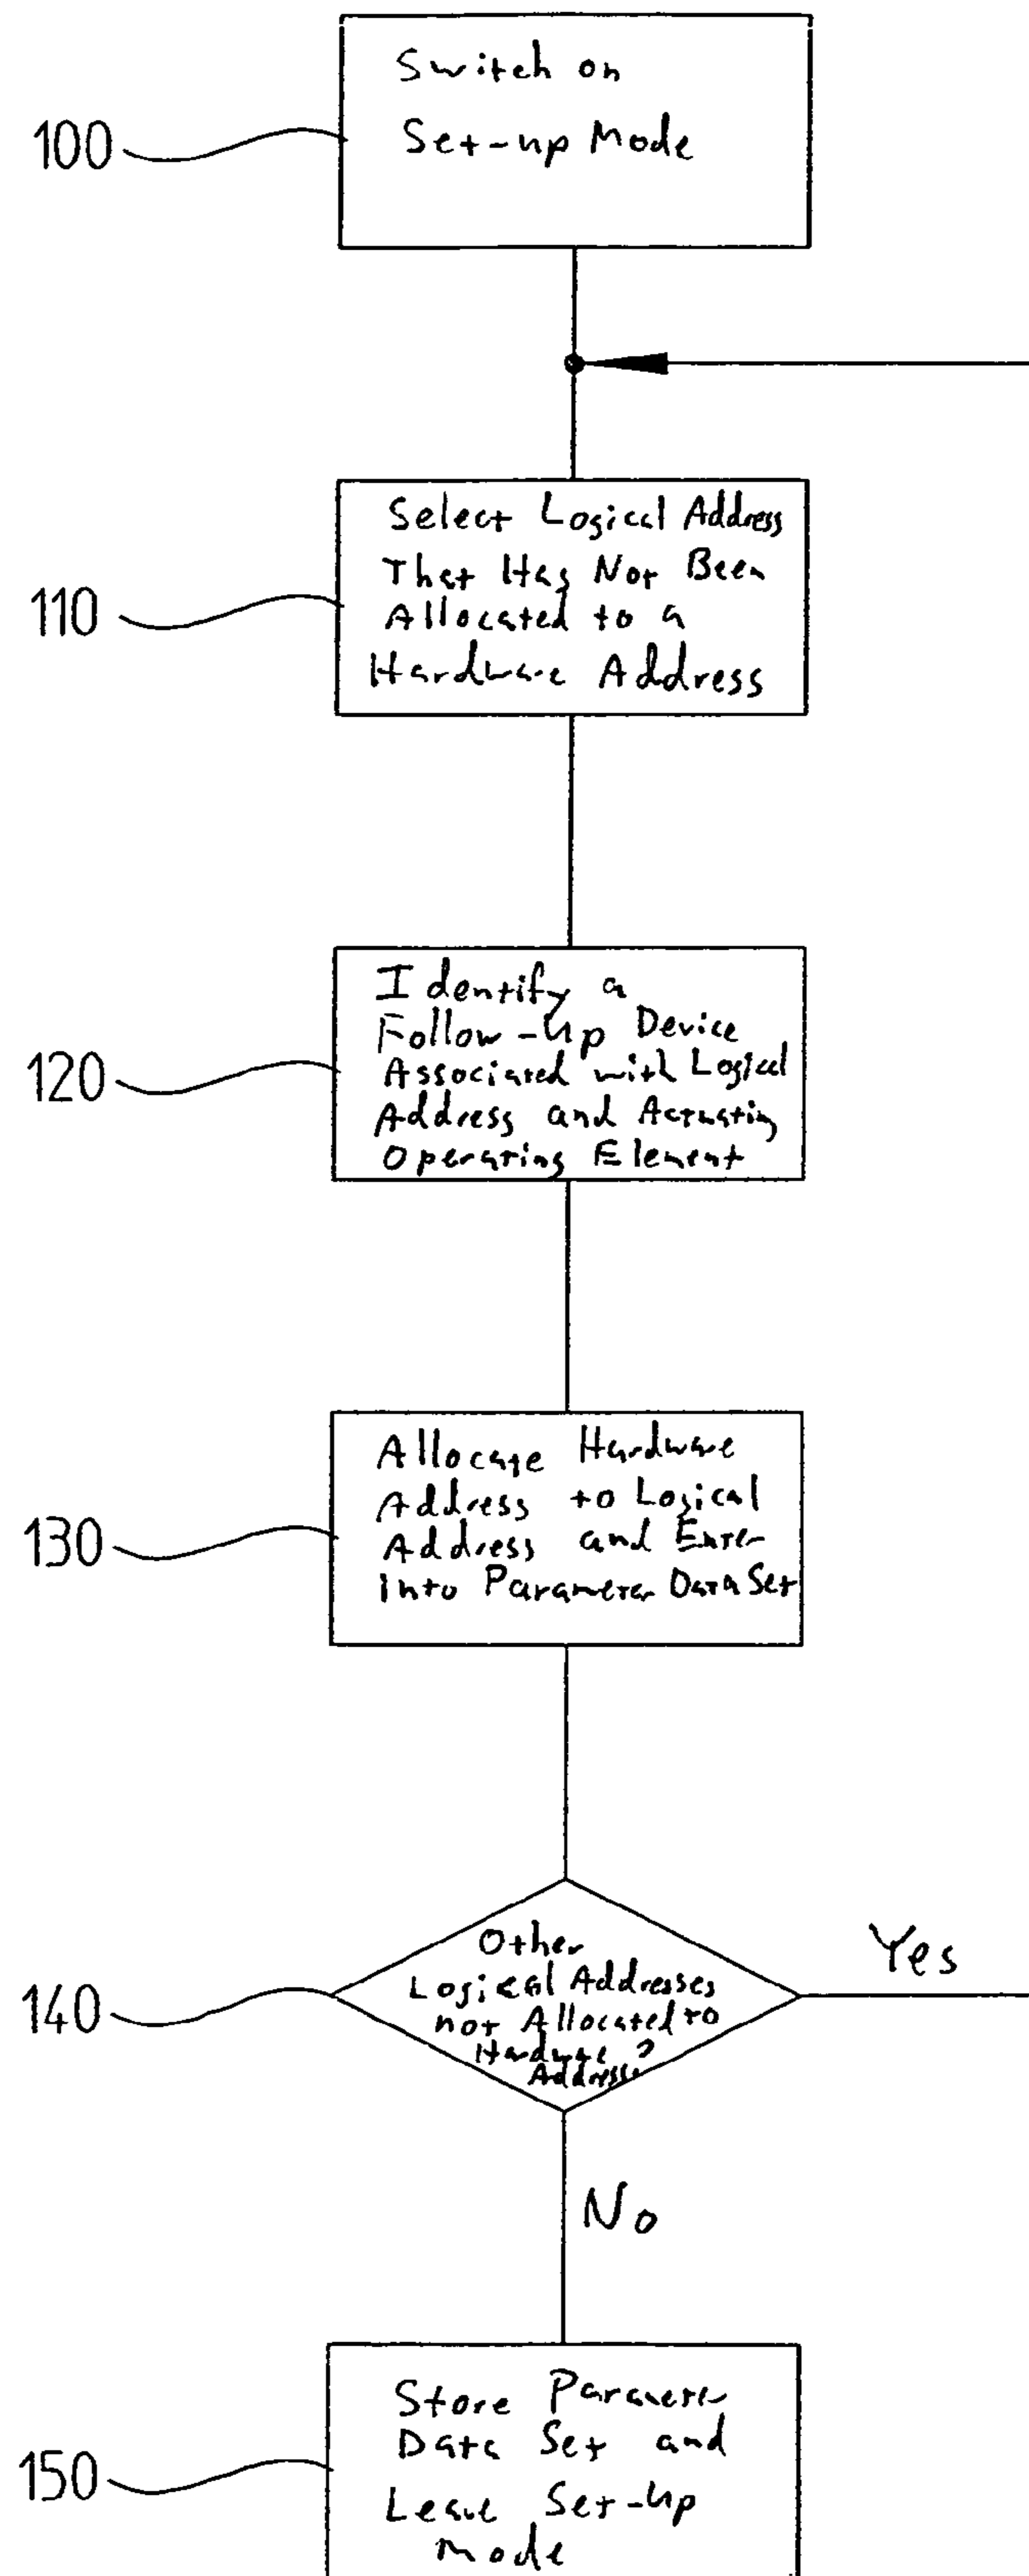 100
Switch on
Set-up Mode
110
Select Logical Address
That Has Not Been
Allocated to a
Hardware Address
120
Identify a
Follow-Up Device
Associated with Logical
Address and Actuating
Operating Element
130
Allocate Hardware
Address to Logical
Address and Enter
into Parameter Data Set
140
Other
Logical Addresses
not Allocated to
Hardware
Address?
Yes
No
150
Store Parameter
Data Set and
Leave Set-Up
Mode